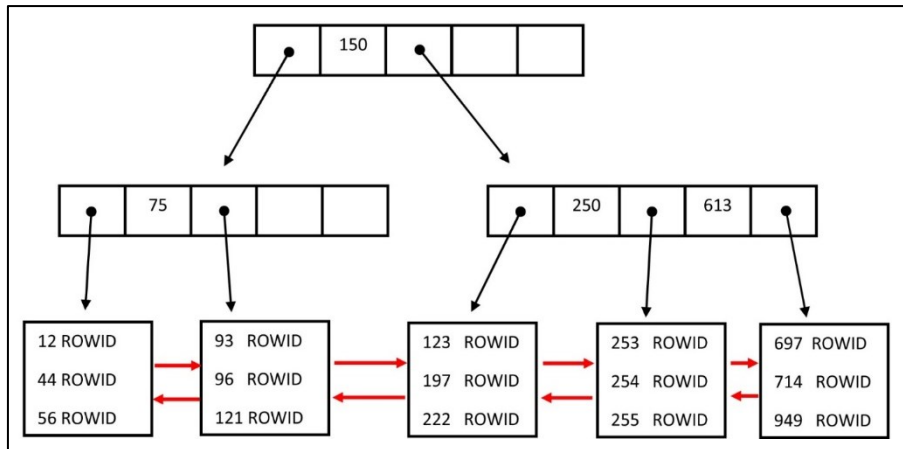 150
75
250 613
12 ROWID
44 ROWID
56 ROWID
93 ROWID
96 ROWID
121 ROWID
123 ROWID
197 ROWID
222 ROWID
253 ROWID
254 ROWID
255 ROWID
697 ROWID
714 ROWID
949 ROWID